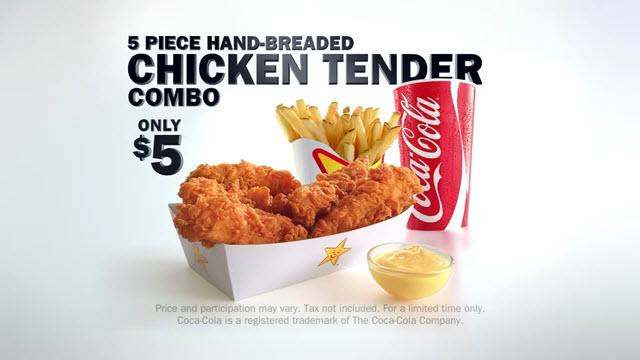 5 PIECE HAND-BREADED
CHICKEN TENDER
COMBO
ONLY
$5
Coca-Cola
Price and participation may vary. Tax not included. For a limited time only.
Coca-Cola is a registered trademark of The Coca-Cola Company.